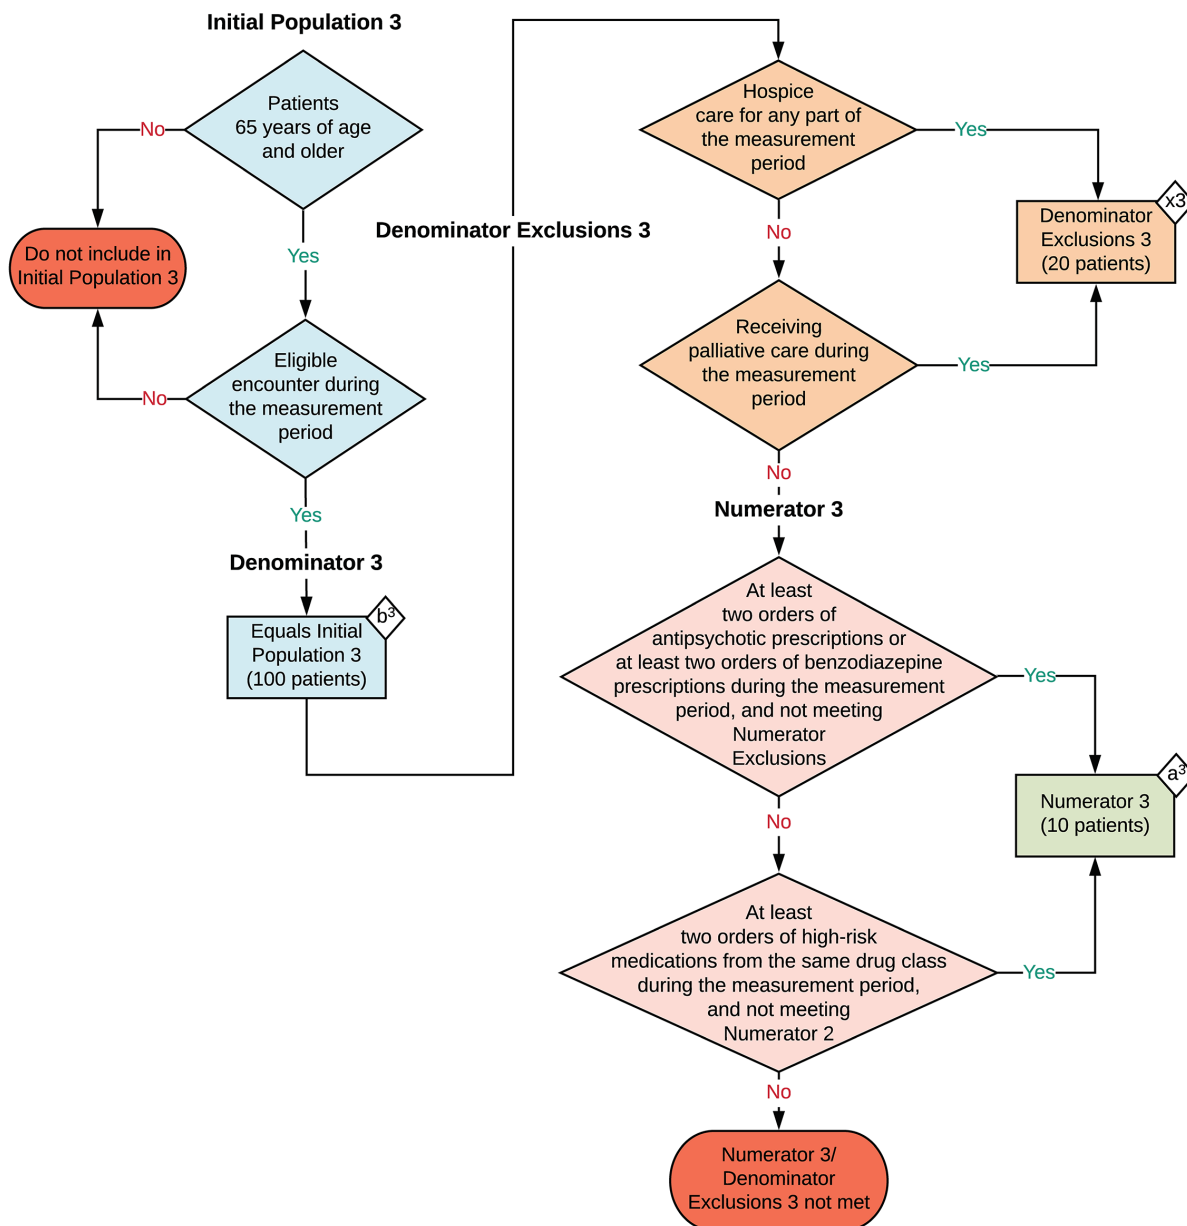 Initial Population 3
Patients
65 years of age
and older
No
Do not include in
Initial Population 3
Yes
Eligible
encounter during
the measurement
period
No
Yes
Denominator 3
b³
Equals Initial
Population 3
(100 patients)
Denominator Exclusions 3
Hospice
care for any part of
the measurement
period
Yes
x3
Denominator
Exclusions 3
(20 patients)
No
Receiving
palliative care during
the measurement
period
Yes
No
Numerator 3
At least
two orders of
antipsychotic prescriptions or
at least two orders of benzodiazepine
prescriptions during the measurement
period, and not meeting
Numerator
Exclusions
Yes
a³
Numerator 3
(10 patients)
No
At least
two orders of high-risk
medications from the same drug class
during the measurement period,
and not meeting
Numerator 2
Yes
No
Numerator 3/
Denominator
Exclusions 3 not met